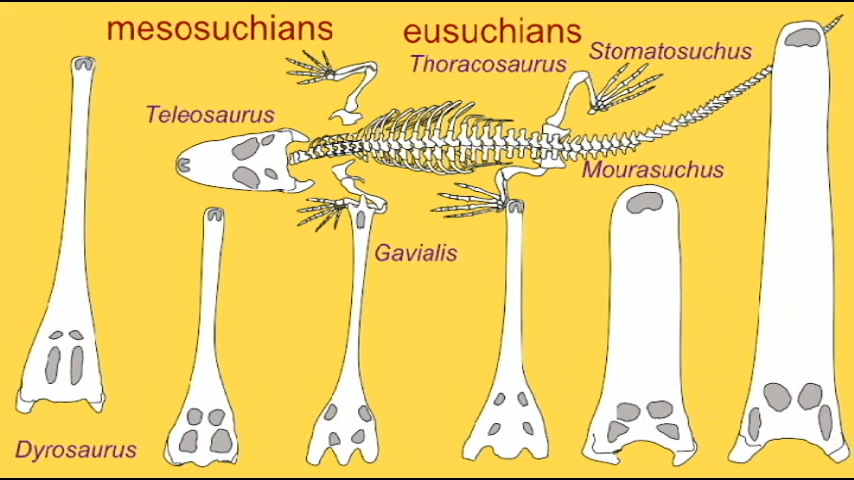 mesosuchians
eusuchians
Thoracosaurus
Stomatosuchus
Teleosaurus
Mourasuchus
Gavialis
Dyrosaurus